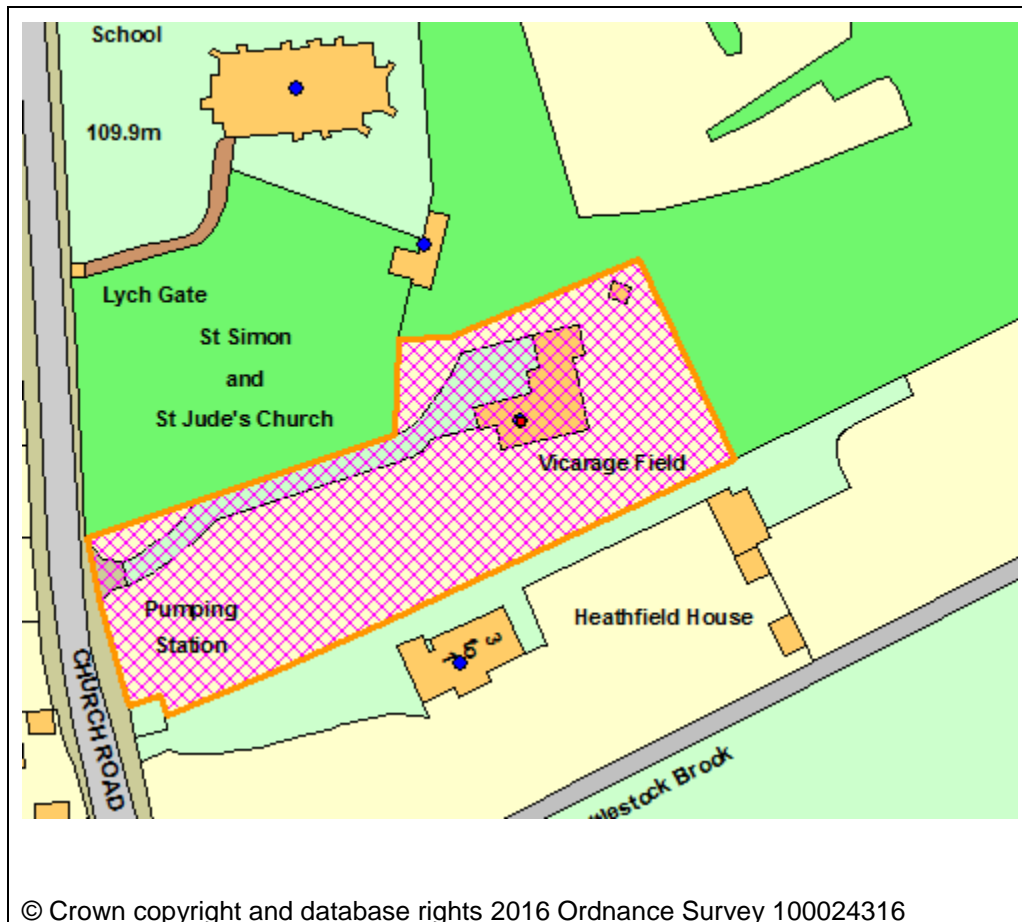 School
109.9m
Lych Gate
St Simon
and
St Jude's Church
Vicarage Field
Pumping
Station
Heathfield House
3
CHURCH ROAD
Brook
© Crown copyright and database rights 2016 Ordnance Survey 100024316